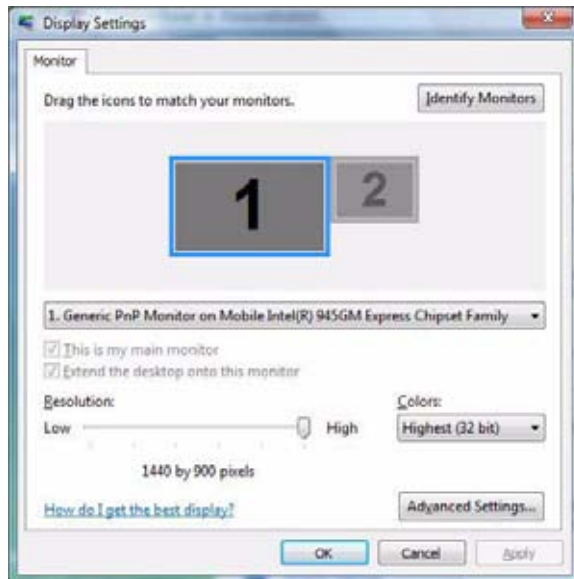 Display Settings
Monitor
Drag the icons to match your monitors.
Identify Monitors
1
2
1. Generic PnP Monitor on Mobile Intel(R) 945GM Express Chipset Family
This is my main monitor
Extend the desktop onto this monitor
Resolution:
Colors:
Low
High
Highest (32 bit)
1440 by 900 pixels
How do I get the best display?
Advanced Settings...
OK
Cancel
Apply